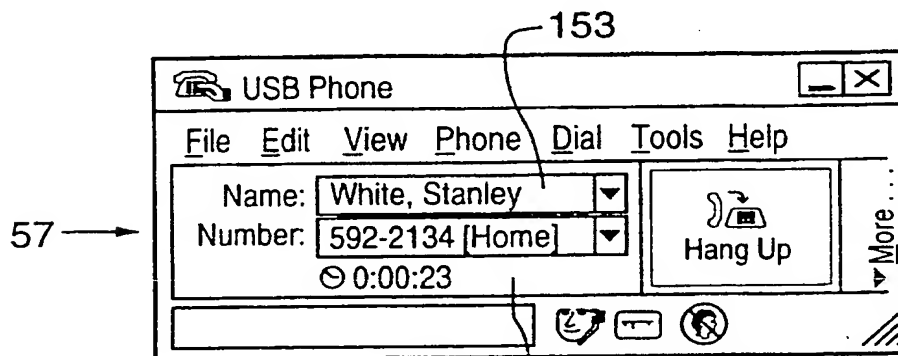 153
USB Phone
File Edit View Phone Dial Tools Help
Name: White, Stanley
Number: 592-2134 [Home]
0:00:23
Hang Up
More ...
57